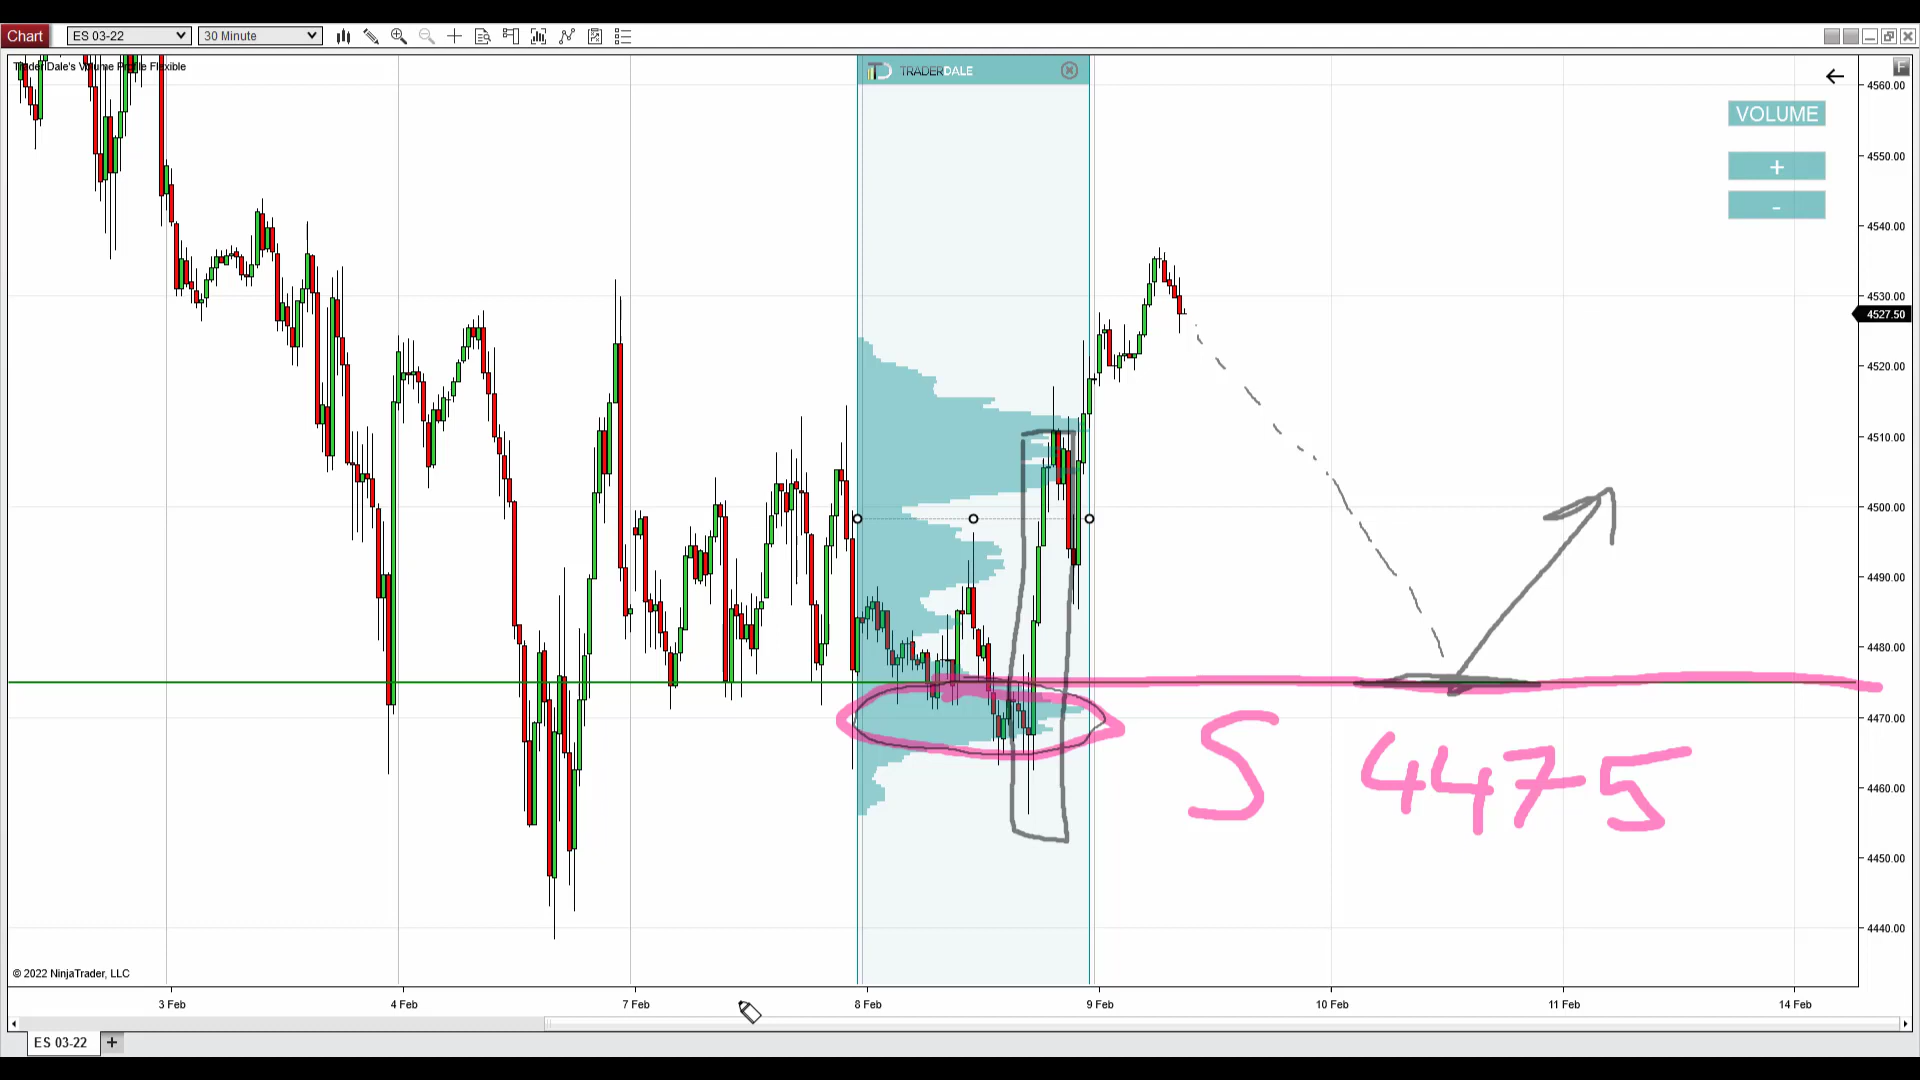 Chart ES 03-22 30 Minute
TraderDale's Volume Profile Flexible
TRADERDALE
F
VOLUME
+
-
4560.00
4550.00
4540.00
4530.00
4527.50
4520.00
4510.00
4500.00
4490.00
4480.00
4470.00
4460.00
4450.00
4440.00
S 4475
© 2022 NinjaTrader, LLC
3 Feb 4 Feb 7 Feb 8 Feb 9 Feb 10 Feb 11 Feb 14 Feb
ES 03-22 +